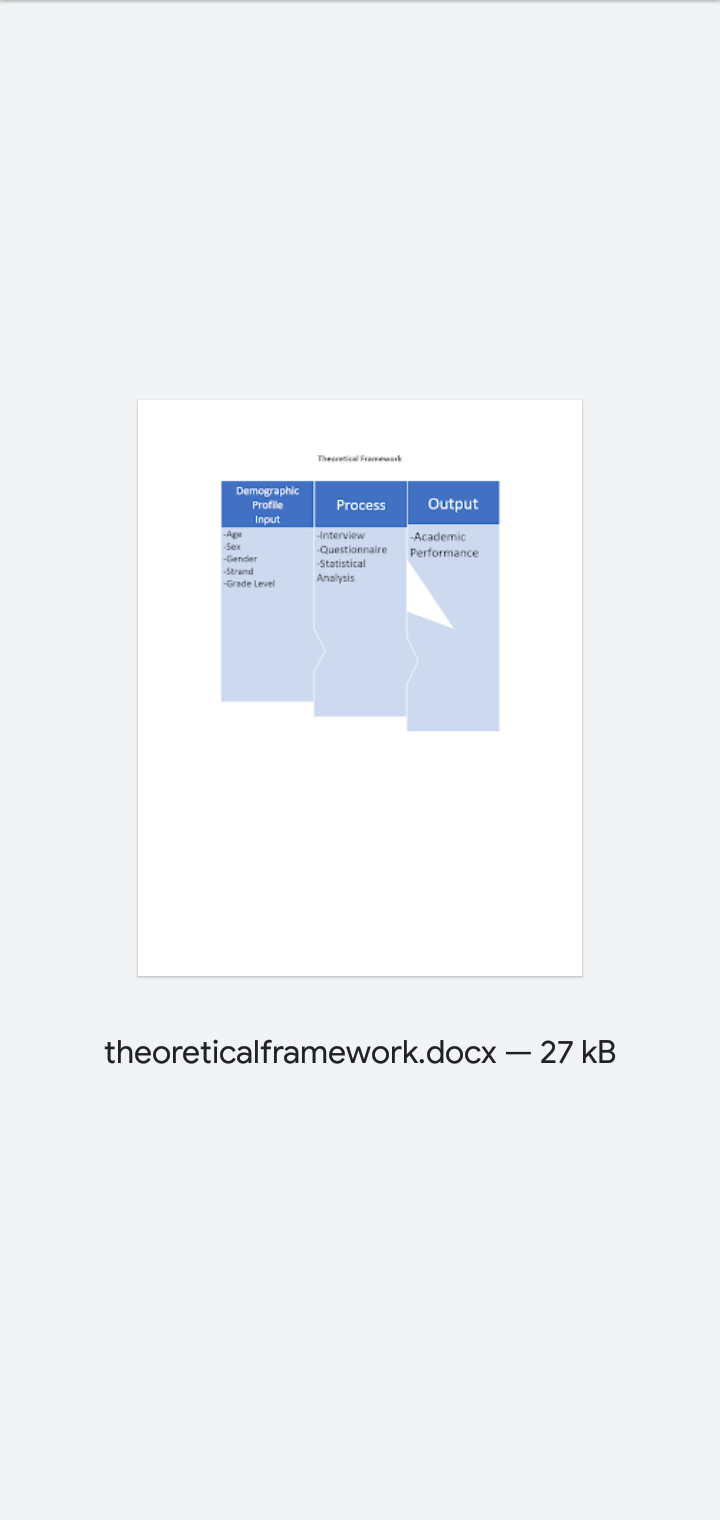 Theoretical Framework
Demographic
Profile
Input
-Age
-Sex
-Gender
-Strand
-Grade Level
Process
-Interview
-Questionnaire
-Statistical
Analysis
Output
-Academic
Performance
theoreticalframework.docx — 27 kB